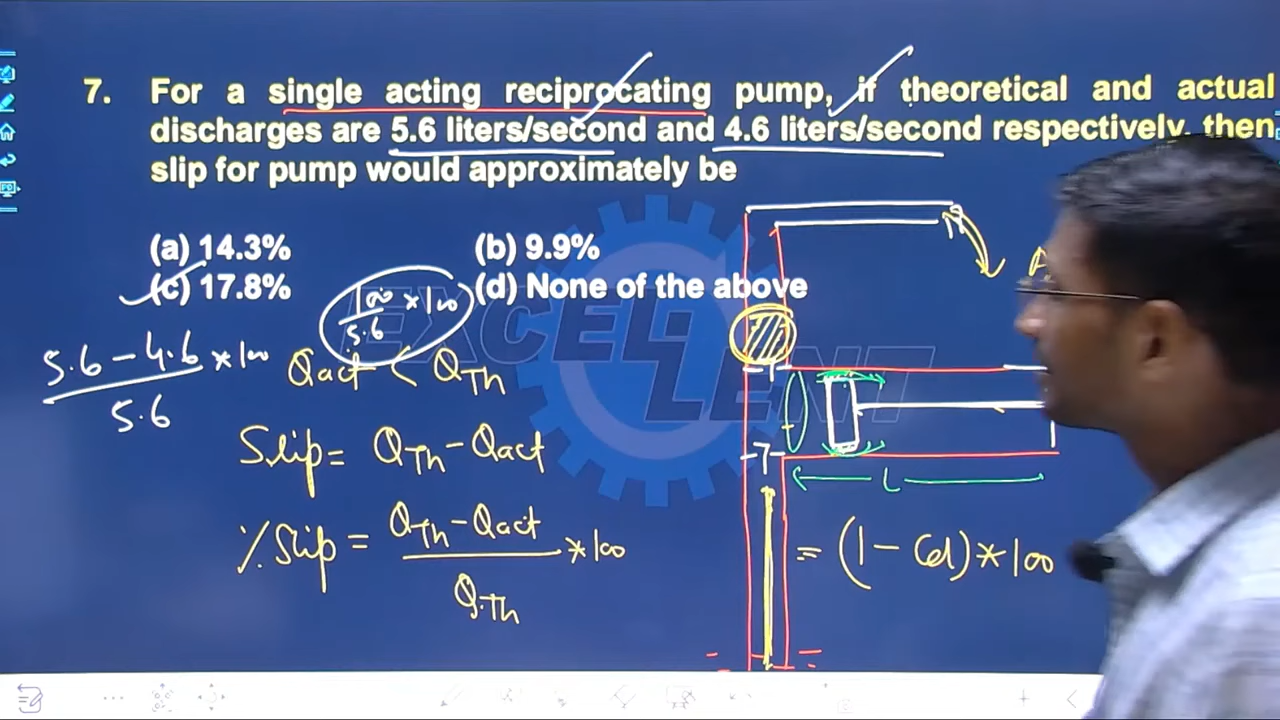 7. For a single acting reciprocating pump, if theoretical and actual
discharges are 5.6 liters/second and 4.6 liters/second respectively, then
slip for pump would approximately be
(a) 14.3%
(b) 9.9%
(c) 17.8%
(d) None of the above
5.6 - 4.6 * 100
5.6
5.6 * 100
EXCEL
LENT
Qact < QTh
Slip = QTh - Qact
% Slip = QTh - Qact * 100
QTh
L
= (1 - Cd) * 100